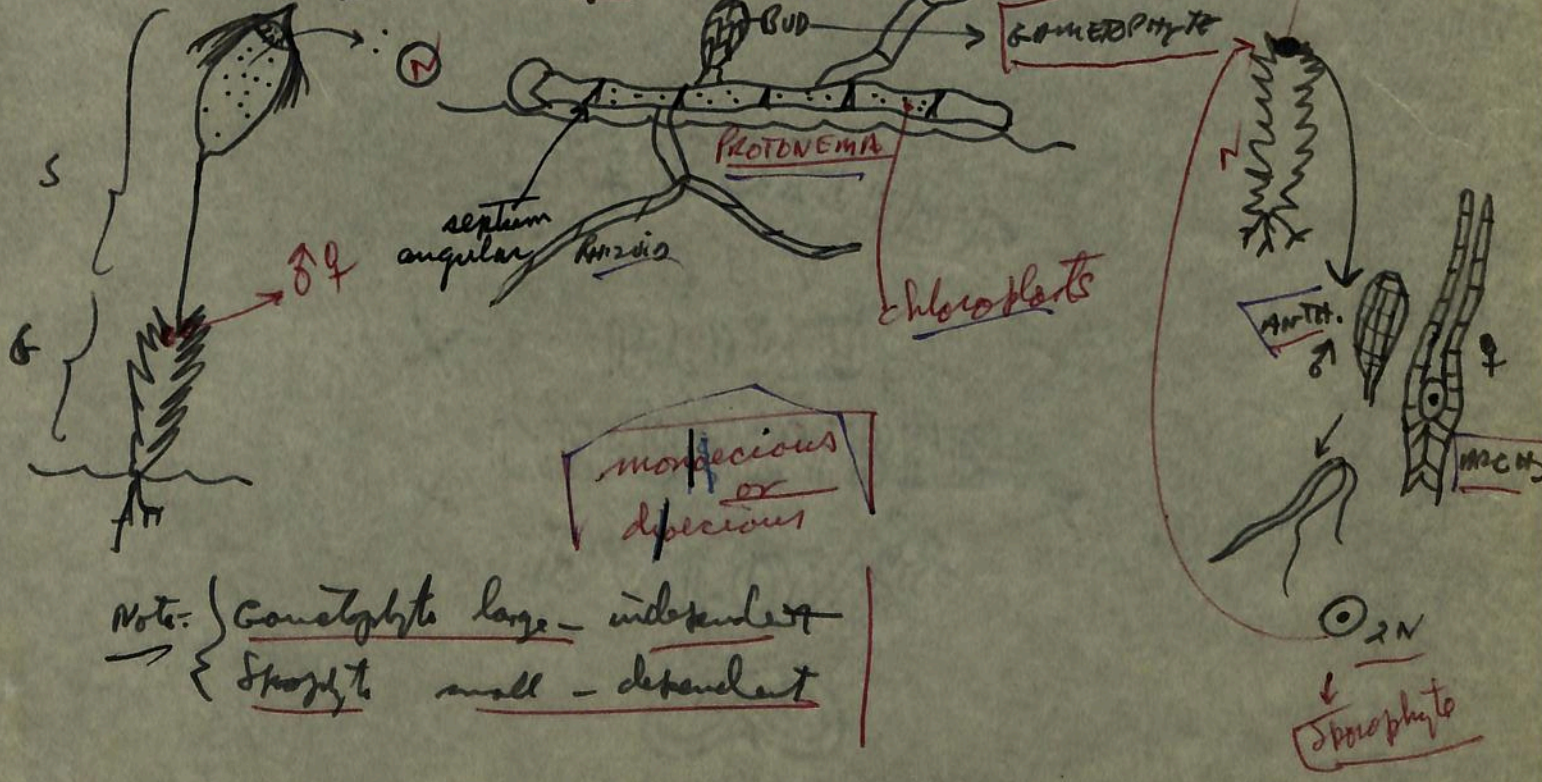 BUD
GAMETOPHYTE
N
PROTONEMA
S
septum
angular
Rhizoid
♂♀
chloroplasts
N
G
ANTH.
♂
♀
ARCH
monoecious
or
dioecious
Note: Gametophyte large - independent
Sporophyte small - dependent
2N
Sporophyte